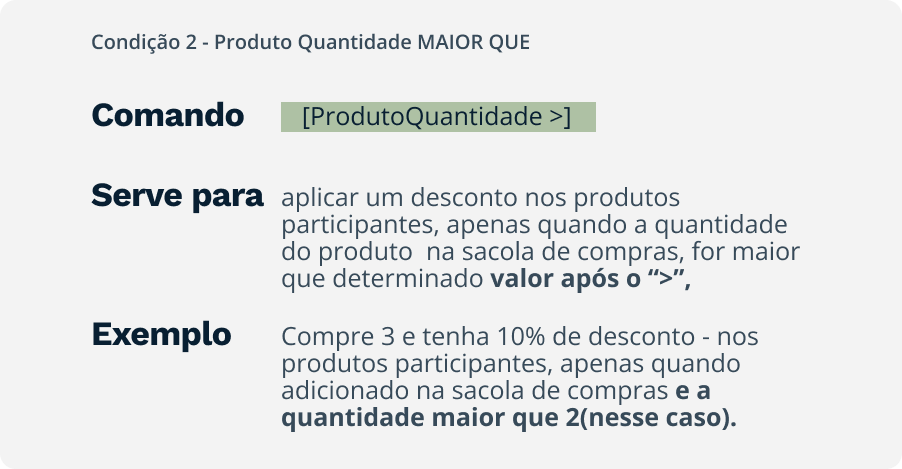 Condição 2 - Produto Quantidade MAIOR QUE
Comando
[ProdutoQuantidade >]
Serve para
aplicar um desconto nos produtos
participantes, apenas quando a quantidade
do produto  na sacola de compras, for maior
que determinado valor após o “>”,
Exemplo
Compre 3 e tenha 10% de desconto - nos
produtos participantes, apenas quando
adicionado na sacola de compras e a
quantidade maior que 2(nesse caso).